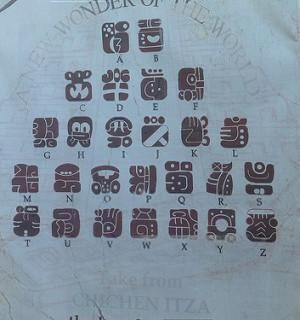 A NEW WONDER OF THE WORLD
A B
C D E F
G H I J K L
M N O P Q R S
T U V W X Y Z
Take from
CHICHEN ITZA